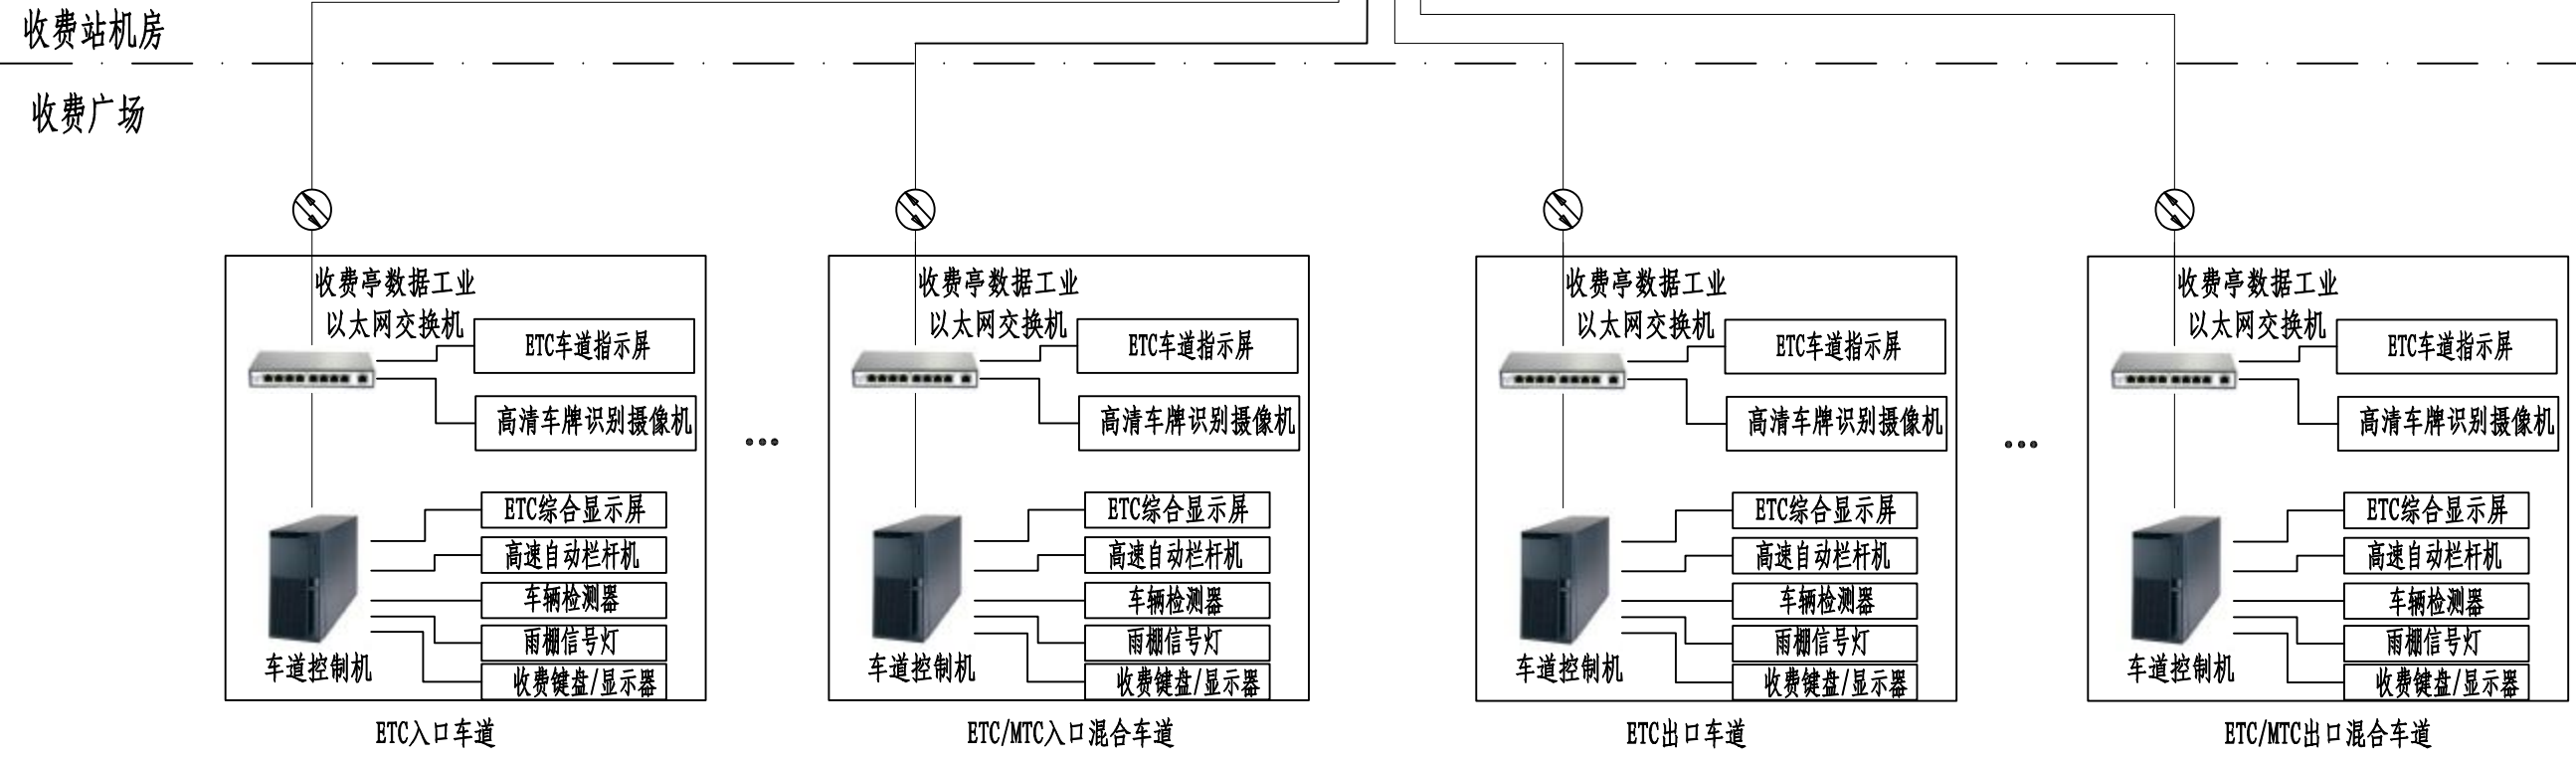 收费站机房
收费广场
收费亭数据工业
以太网交换机
ETC车道指示屏
高清车牌识别摄像机
ETC综合显示屏
高速自动栏杆机
车辆检测器
雨棚信号灯
收费键盘/显示器
车道控制机
ETC入口车道
收费亭数据工业
以太网交换机
ETC车道指示屏
高清车牌识别摄像机
ETC综合显示屏
高速自动栏杆机
车辆检测器
雨棚信号灯
收费键盘/显示器
车道控制机
ETC/MTC入口混合车道
收费亭数据工业
以太网交换机
ETC车道指示屏
高清车牌识别摄像机
ETC综合显示屏
高速自动栏杆机
车辆检测器
雨棚信号灯
收费键盘/显示器
车道控制机
ETC出口车道
收费亭数据工业
以太网交换机
ETC车道指示屏
高清车牌识别摄像机
ETC综合显示屏
高速自动栏杆机
车辆检测器
雨棚信号灯
收费键盘/显示器
车道控制机
ETC/MTC出口混合车道